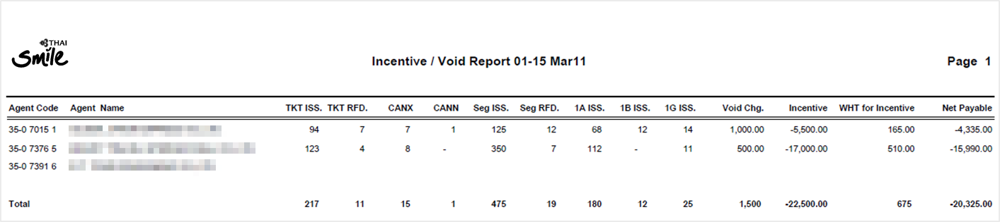 THAI
Smile
Incentive / Void Report 01-15 Mar11
Page 1
Agent Code Agent Name TKT ISS. TKT RFD. CANX CANN Seg ISS. Seg RFD. 1A ISS. 1B ISS. 1G ISS. Void Chg. Incentive WHT for Incentive Net Payable
35-0 7015 1 94 7 7 1 125 12 68 12 14 1,000.00 -5,500.00 165.00 -4,335.00
35-0 7376 5 123 4 8 - 350 7 112 - 11 500.00 -17,000.00 510.00 -15,990.00
35-0 7391 6
Total 217 11 15 1 475 19 180 12 25 1,500 -22,500.00 675 -20,325.00